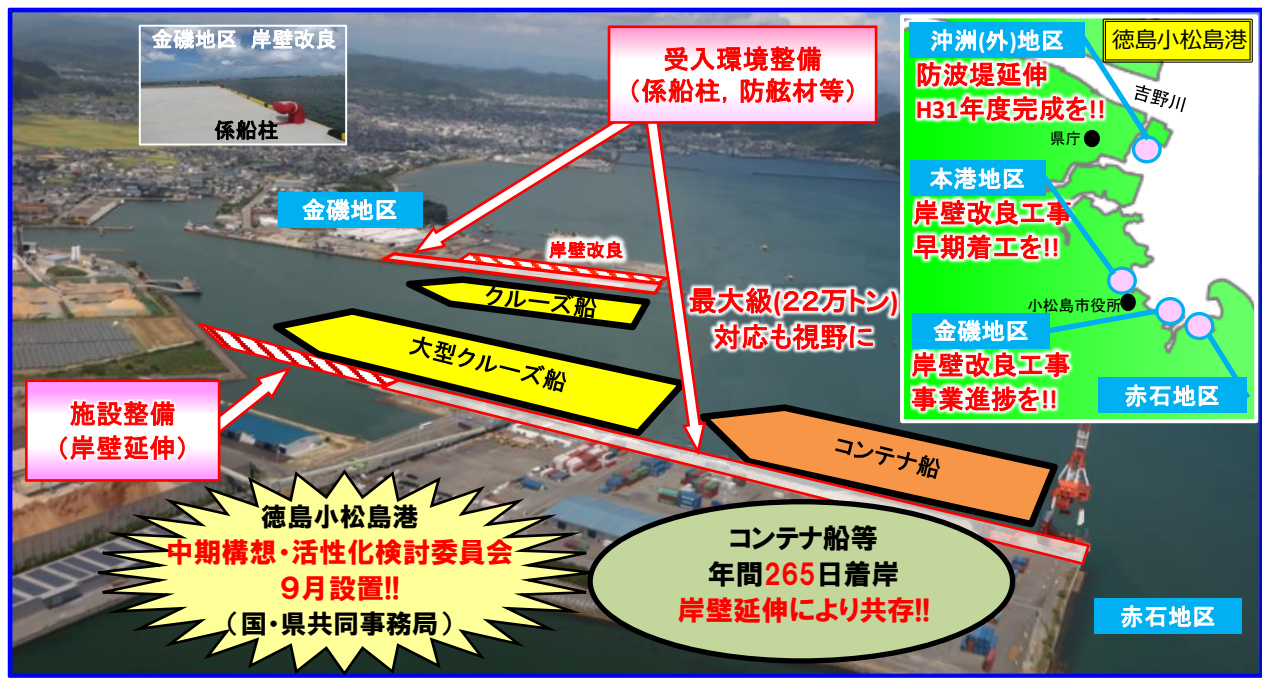 金磯地区 岸壁改良
係船柱
受入環境整備
(係船柱，防舷材等)
徳島小松島港
沖洲(外)地区
防波堤延伸
H31年度完成を!!
吉野川
県庁
本港地区
岸壁改良工事
早期着工を!!
小松島市役所
金磯地区
岸壁改良工事
事業進捗を!!
赤石地区
金磯地区
岸壁改良
クルーズ船
最大級(22万トン)
対応も視野に
大型クルーズ船
施設整備
(岸壁延伸)
コンテナ船
徳島小松島港
中期構想・活性化検討委員会
９月設置!!
(国・県共同事務局)
コンテナ船等
年間265日着岸
岸壁延伸により共存!!
赤石地区